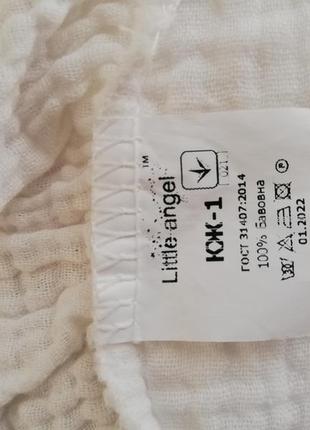 Little angel™
КЖ-1
ГОСТ 31407:2014
100% бавовна
01.2022